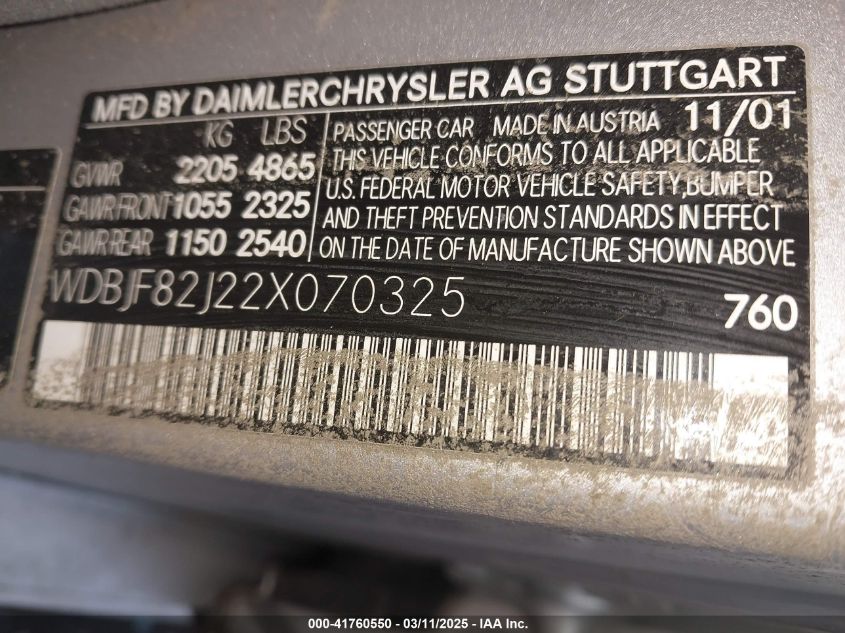 MFD BY DAIMLERCHRYSLER AG STUTTGART
KG LBS
GVWR 2205 4865
GAWR FRONT 1055 2325
GAWR REAR 1150 2540
PASSENGER CAR MADE IN AUSTRIA 11/01
THIS VEHICLE CONFORMS TO ALL APPLICABLE
U.S. FEDERAL MOTOR VEHICLE SAFETY, BUMPER
AND THEFT PREVENTION STANDARDS IN EFFECT
ON THE DATE OF MANUFACTURE SHOWN ABOVE
WDBJF82J22X070325
760
000-41760550 - 03/11/2025 - IAA Inc.